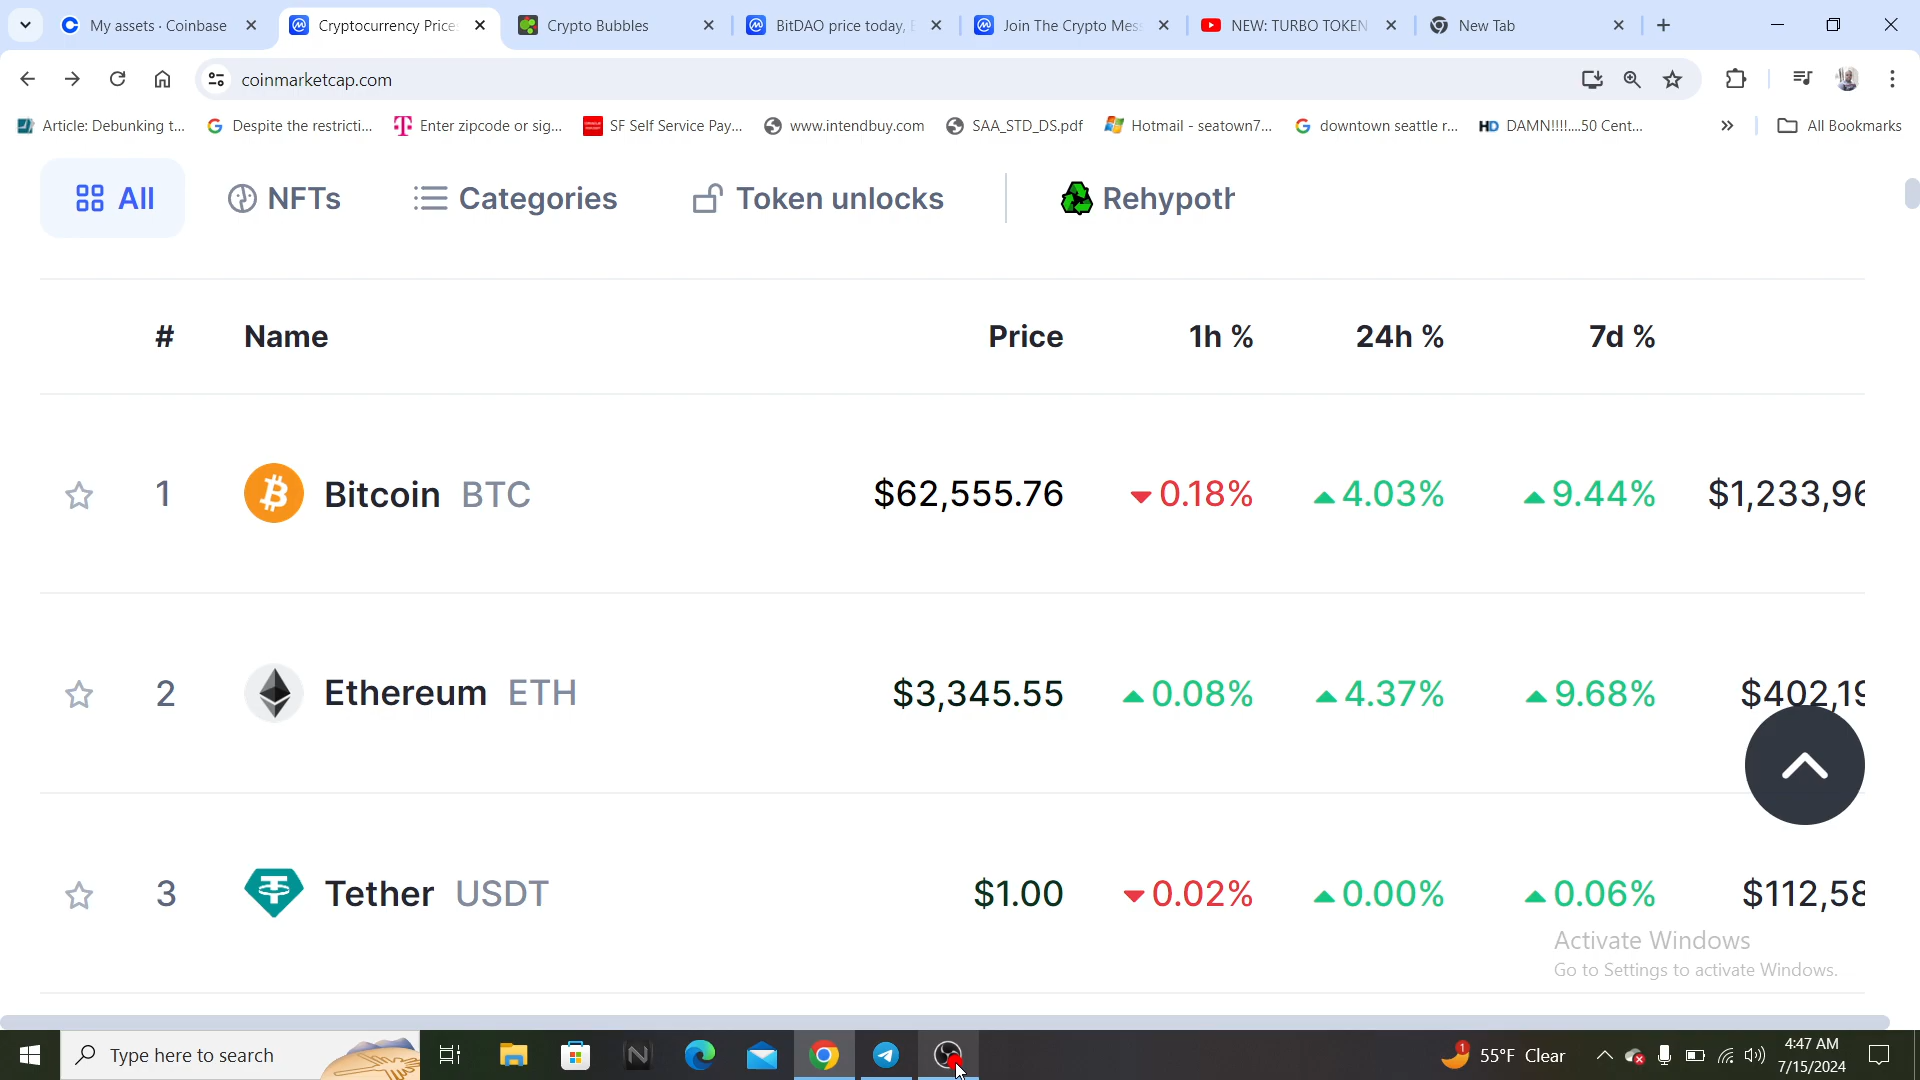 My assets · Coinbase
Cryptocurrency Price
Crypto Bubbles
BitDAO price today,
Join The Crypto Mess
NEW: TURBO TOKEN
New Tab
coinmarketcap.com
Article: Debunking t...
Despite the restricti...
Enter zipcode or sig...
SF Self Service Pay...
www.intendbuy.com
SAA_STD_DS.pdf
Hotmail - seatown7...
downtown seattle r...
HD DAMN!!!!....50 Cent...
All Bookmarks
All
NFTs
Categories
Token unlocks
Rehypoth
# Name Price 1h % 24h % 7d %
1 Bitcoin BTC $62,555.76 0.18% 4.03% 9.44% $1,233,96
2 Ethereum ETH $3,345.55 0.08% 4.37% 9.68% $402,19
3 Tether USDT $1.00 0.02% 0.00% 0.06% $112,58
Activate Windows
Go to Settings to activate Windows.
Type here to search
1
55°F Clear
4:47 AM
7/15/2024